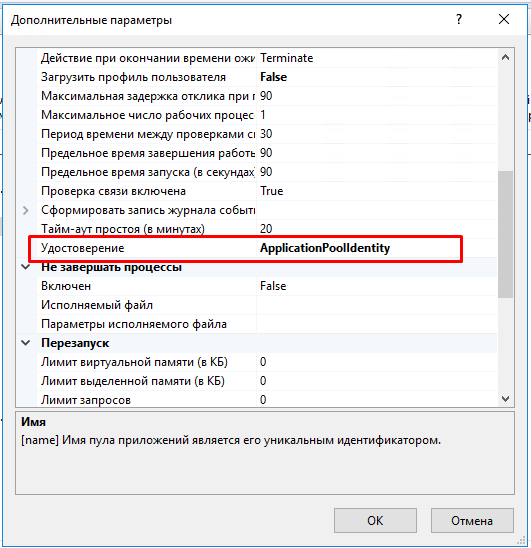 Дополнительные параметры
Действие при окончании времени ожи Terminate
Загрузить профиль пользователя False
Максимальная задержка отклика при п 90
Максимальное число рабочих процес 1
Период времени между проверками с 30
Предельное время завершения работь 90
Предельное время запуска (в секундах) 90
Проверка связи включена True
Сформировать запись журнала событи
Тайм-аут простоя (в минутах) 20
Удостоверение ApplicationPoolIdentity
Не завершать процессы
Включен False
Исполняемый файл
Параметры исполняемого файла
Перезапуск
Лимит виртуальной памяти (в КБ) 0
Лимит выделенной памяти (в КБ) 0
Лимит запросов 0
Имя
[name] Имя пула приложений является его уникальным идентификатором.
OK Отмена